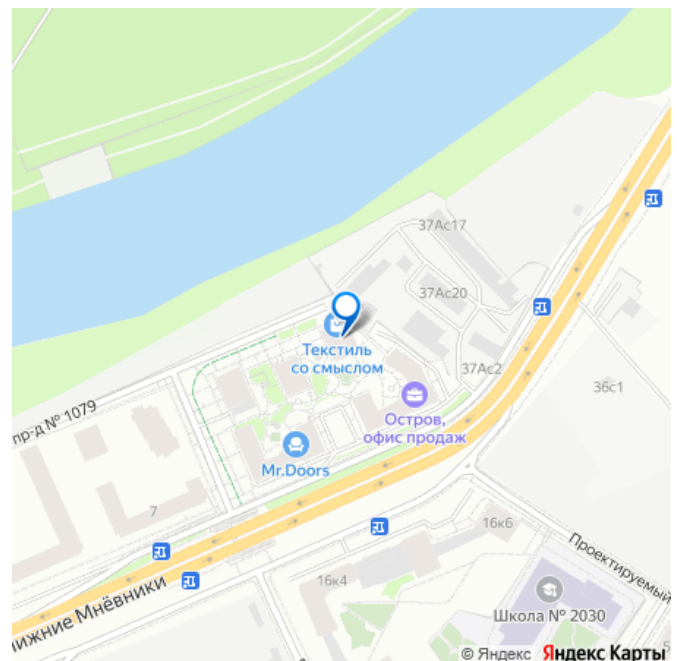 37Ас17
37Ас20
Текстиль
со смыслом
37Ас2
36с1
Остров,
офис продаж
пр-д № 1079
Mr.Doors
7
16к6
Проектируемый
16к4
Школа № 2030
ижние Мнёвники
© Яндекс Яндекс Карты